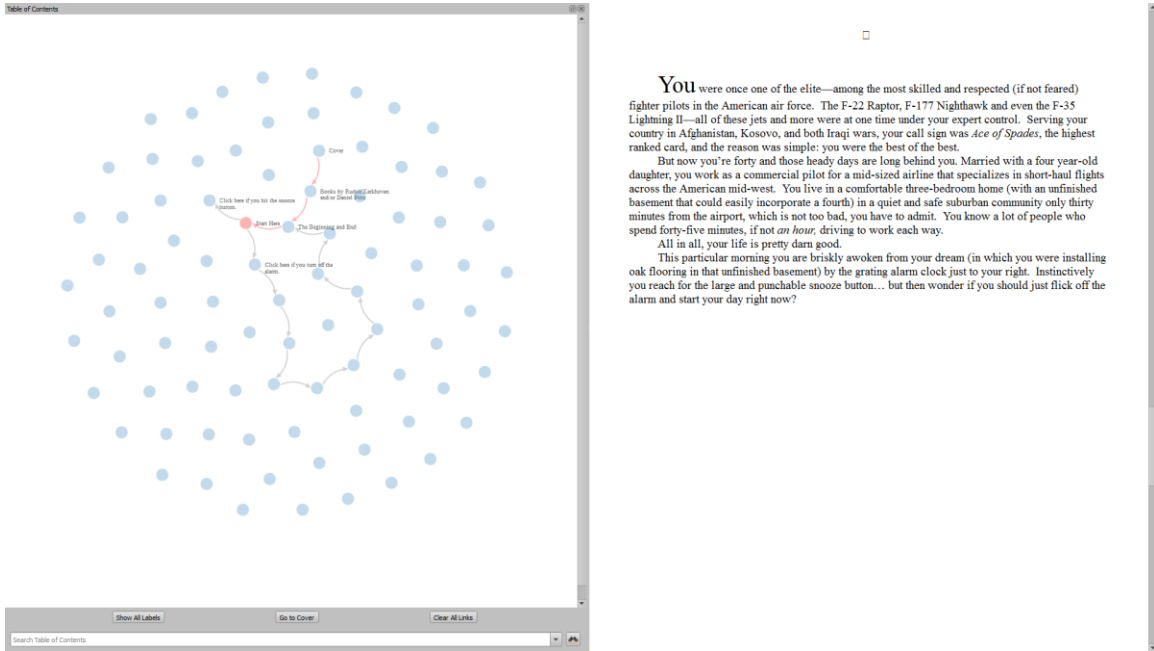 Table of Contents
Cover
Books by
and/or Daniel
Click here if you hit the snooze
button.
Start Here
The Beginning and End
Click here if you turn off the
alarm.
Show All Labels
Go to Cover
Clear All Links
Search Table of Contents
You were once one of the elite—among the most skilled and respected (if not feared)
fighter pilots in the American air force. The F-22 Raptor, F-177 Nighthawk and even the F-35
Lightning II—all of these jets and more were at one time under your expert control. Serving your
country in Afghanistan, Kosovo, and both Iraqi wars, your call sign was Ace of Spades, the highest
ranked card, and the reason was simple: you were the best of the best.
But now you're forty and those heady days are long behind you. Married with a four year-old
daughter, you work as a commercial pilot for a mid-sized airline that specializes in short-haul flights
across the American mid-west. You live in a comfortable three-bedroom home (with an unfinished
basement that could easily incorporate a fourth) in a quiet and safe suburban community only thirty
minutes from the airport, which is not too bad, you have to admit. You know a lot of people who
spend forty-five minutes, if not an hour, driving to work each way.
All in all, your life is pretty darn good.
This particular morning you are briskly awoken from your dream (in which you were installing
oak flooring in that unfinished basement) by the grating alarm clock just to your right. Instinctively
you reach for the large and punchable snooze button… but then wonder if you should just flick off the
alarm and start your day right now?